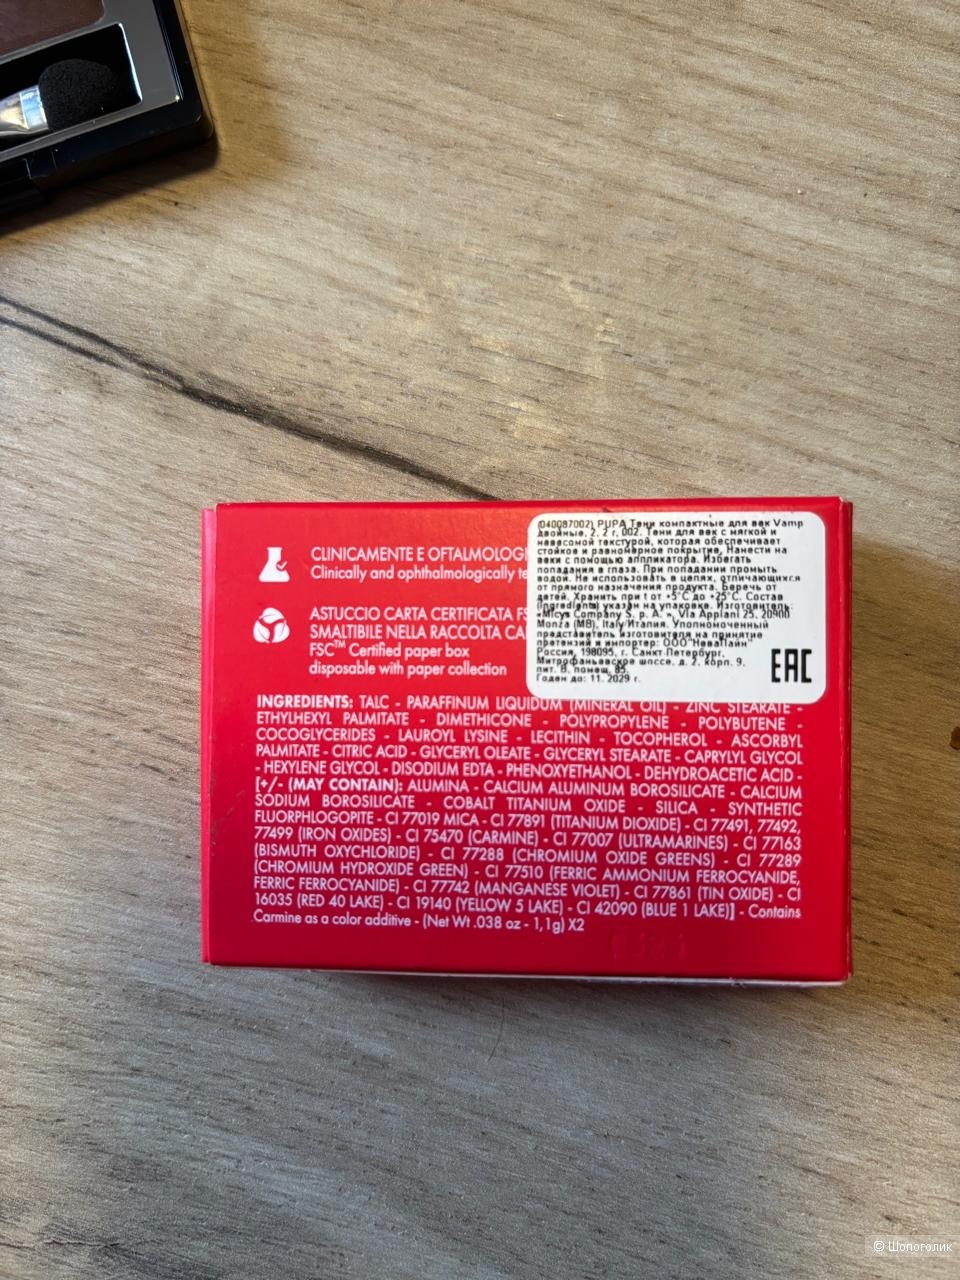 CLINICAMENTE E OFTALMOLOGI
Clinically and ophthalmologically te
ASTUCCIO CARTA CERTIFICATA FS
SMALTIBILE NELLA RACCOLTA CA
FSC™ Certified paper box
disposable with paper collection
(040087002) PUPA Тени компактные для век Vamp
двойные, 2,2 г, 002. Тени для век с мягкой и
невесомой текстурой, которая обеспечивает
стойкое и равномерное покрытие. Нанести на
веки с помощью аппликатора. Избегать
попадания в глаза. При попадании промыть
водой. Не использовать в целях, отличающихся
от прямого назначения продукта. Беречь от
детей. Хранить при t от +5°C до +25°C. Состав
(Ingredients) указан на упаковке. Изготовитель:
«Micys Company S. p. A. », Via Appiani 25, 20900
Monza (MB), Italy/Италия. Уполномоченный
представитель изготовителя на принятие
претензий и импортер: ООО "НеваЛайн"
Россия, 198095, г. Санкт-Петербург,
Митрофаньевское шоссе, д. 2, корп. 9,
лит. В, помещ. 85.
Годен до: 11. 2029 г.
EAC
INGREDIENTS: TALC - PARAFFINUM LIQUIDUM (MINERAL OIL) - ZINC STEARATE -
ETHYLHEXYL PALMITATE - DIMETHICONE - POLYPROPYLENE - POLYBUTENE -
COCOGLYCERIDES - LAUROYL LYSINE - LECITHIN - TOCOPHEROL - ASCORBYL
PALMITATE - CITRIC ACID - GLYCERYL OLEATE - GLYCERYL STEARATE - CAPRYLYL GLYCOL
- HEXYLENE GLYCOL - DISODIUM EDTA - PHENOXYETHANOL - DEHYDROACETIC ACID -
[+/- (MAY CONTAIN): ALUMINA - CALCIUM ALUMINUM BOROSILICATE - CALCIUM
SODIUM BOROSILICATE - COBALT TITANIUM OXIDE - SILICA - SYNTHETIC
FLUORPHLOGOPITE - CI 77019 MICA - CI 77891 (TITANIUM DIOXIDE) - CI 77491, 77492,
77499 (IRON OXIDES) - CI 75470 (CARMINE) - CI 77007 (ULTRAMARINES) - CI 77163
(BISMUTH OXYCHLORIDE) - CI 77288 (CHROMIUM OXIDE GREENS) - CI 77289
(CHROMIUM HYDROXIDE GREEN) - CI 77510 (FERRIC AMMONIUM FERROCYANIDE,
FERRIC FERROCYANIDE) - CI 77742 (MANGANESE VIOLET) - CI 77861 (TIN OXIDE) - CI
16035 (RED 40 LAKE) - CI 19140 (YELLOW 5 LAKE) - CI 42090 (BLUE 1 LAKE)] - Contains
Carmine as a color additive - (Net Wt .038 oz - 1,1g) X2
© Шопоголик